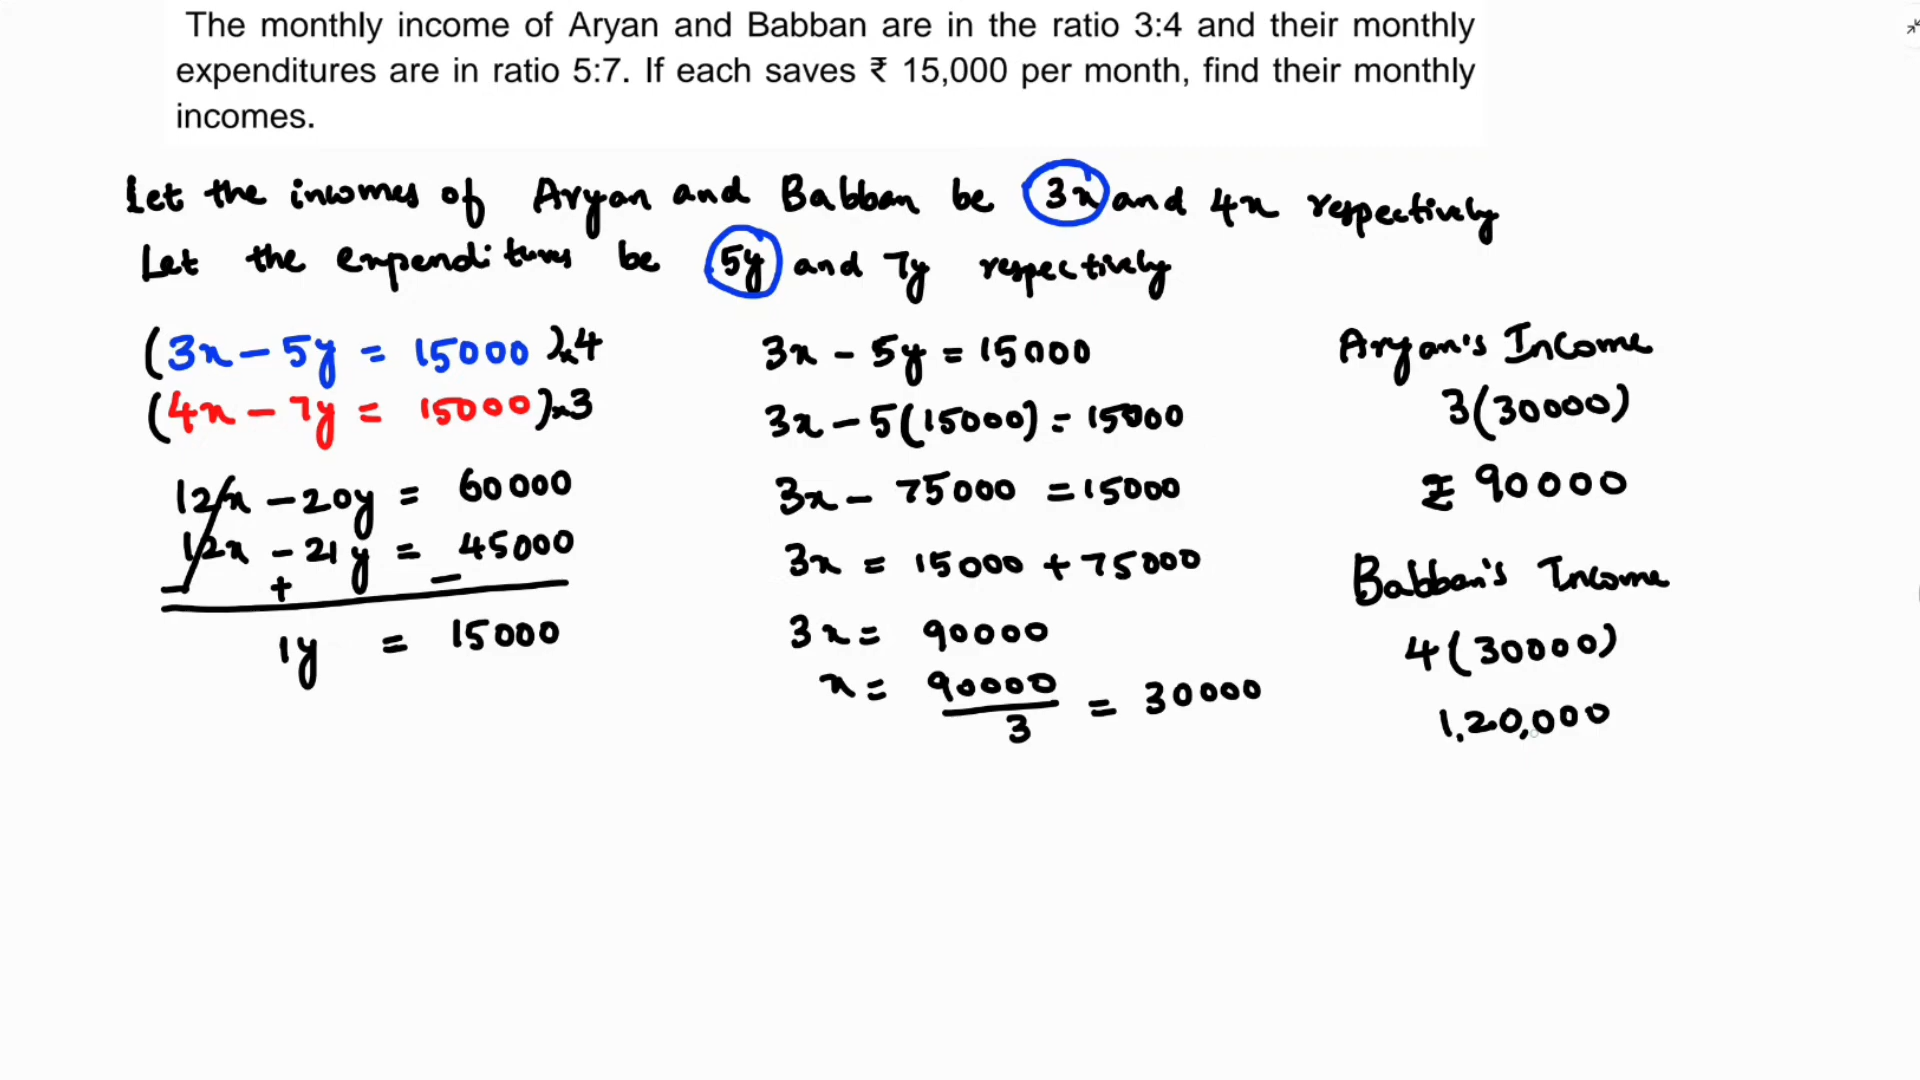 The monthly income of Aryan and Babban are in the ratio 3:4 and their monthly
expenditures are in ratio 5:7. If each saves ₹ 15,000 per month, find their monthly
incomes.
Let the incomes of Aryan and Babban be 3x and 4x respectively
Let the expenditures be 5y and 7y respectively
(3x - 5y = 15000)×4
(4x - 7y = 15000)×3
12x - 20y = 60000
12x - 21y = 45000
- + -
1y = 15000
3x - 5y = 15000
3x - 5(15000) = 15000
3x - 75000 = 15000
3x = 15000 + 75000
3x = 90000
x = 90000/3 = 30000
Aryan's Income
3(30000)
₹ 90000
Babban's Income
4(30000)
1,20,000